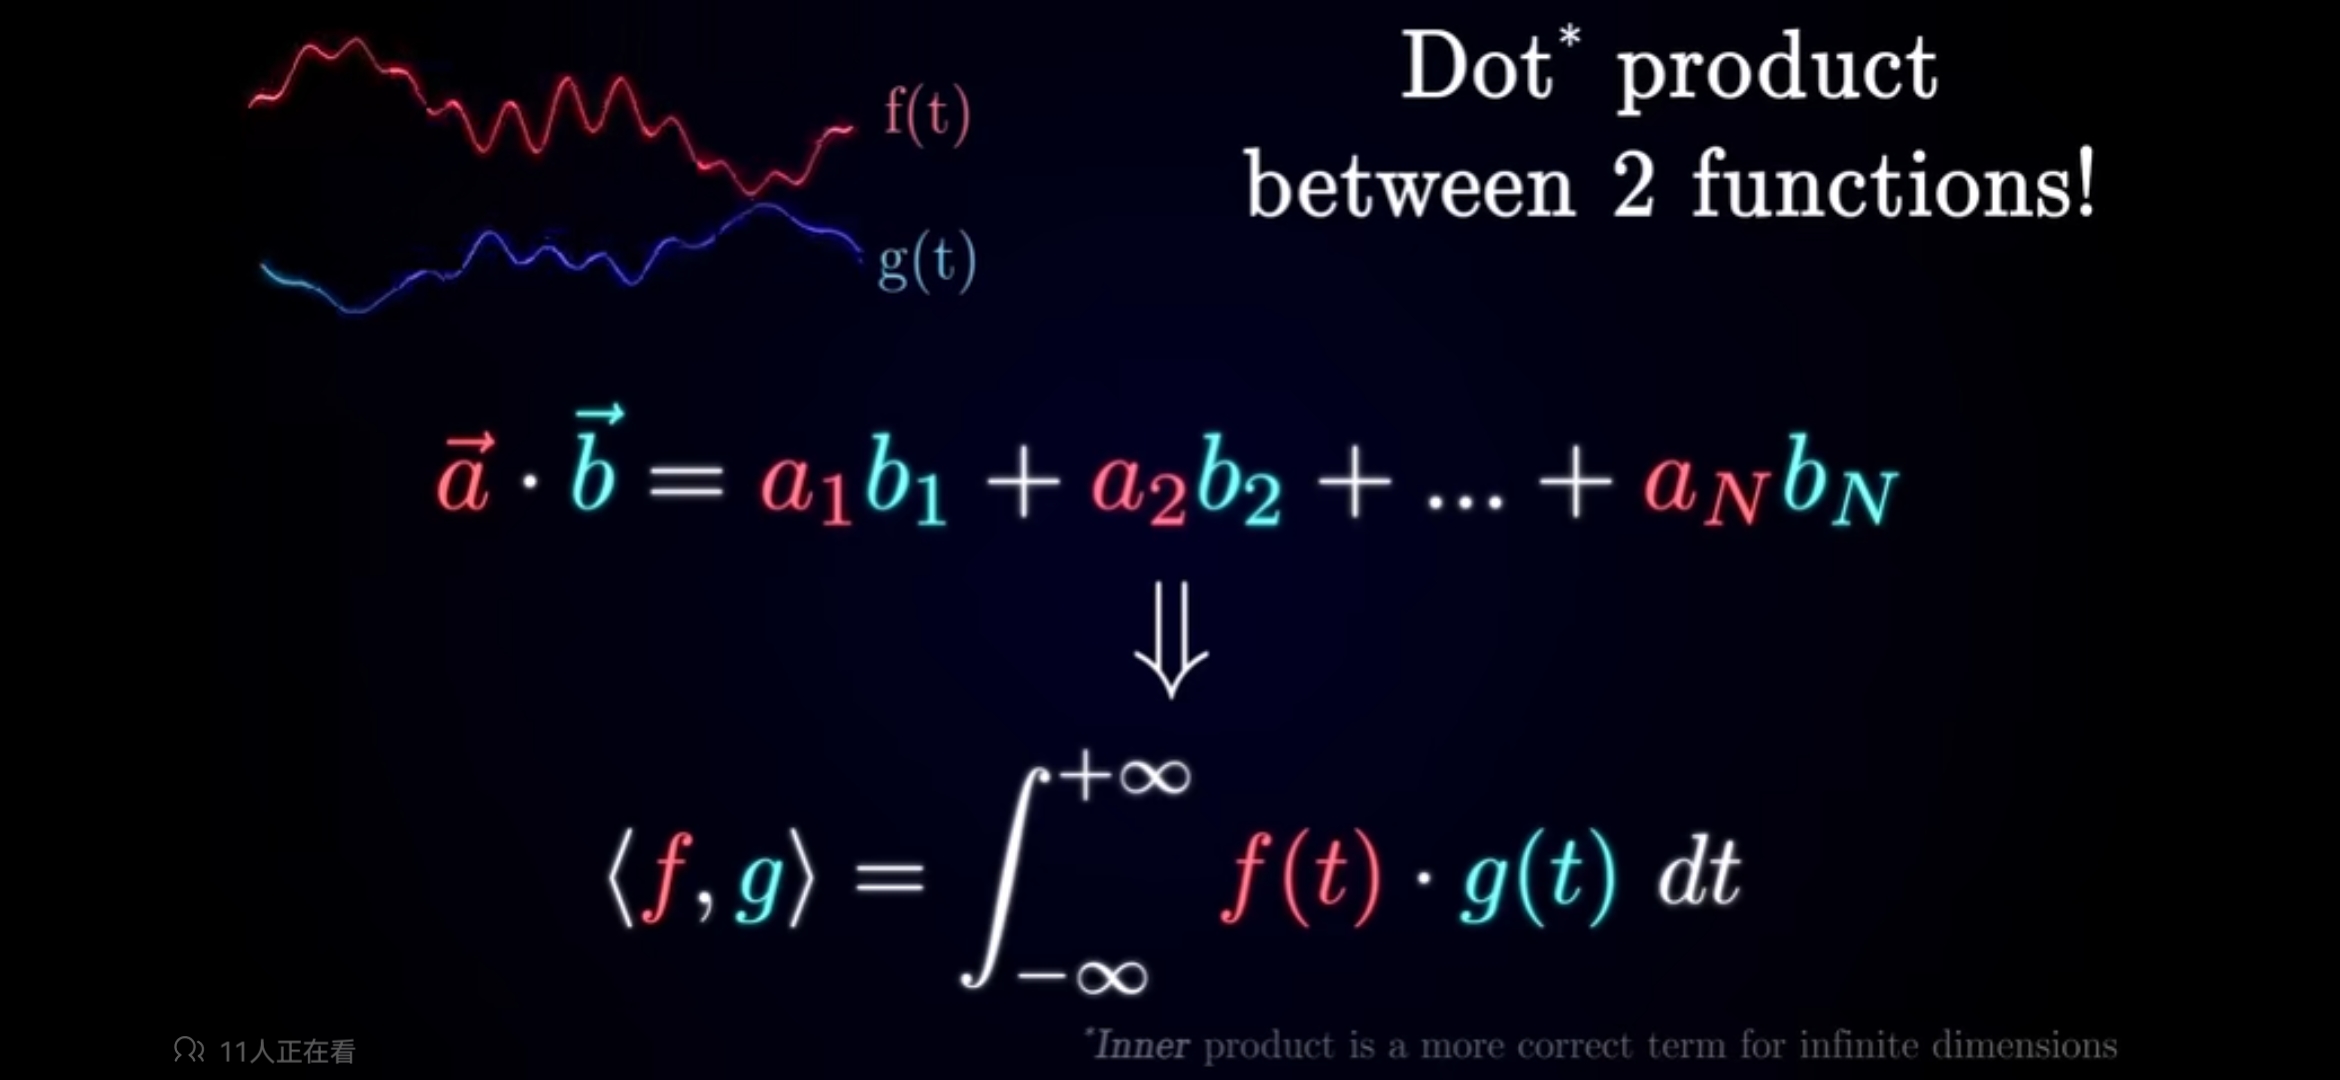 f(t)
g(t)
Dot* product
between 2 functions!
$\vec{a} \cdot \vec{b} = a_1 b_1 + a_2 b_2 + ... + a_N b_N$
⇓
$\langle f, g \rangle = \int_{-\infty}^{+\infty} f(t) \cdot g(t) \, dt$
11人正在看
*Inner product is a more correct term for infinite dimensions